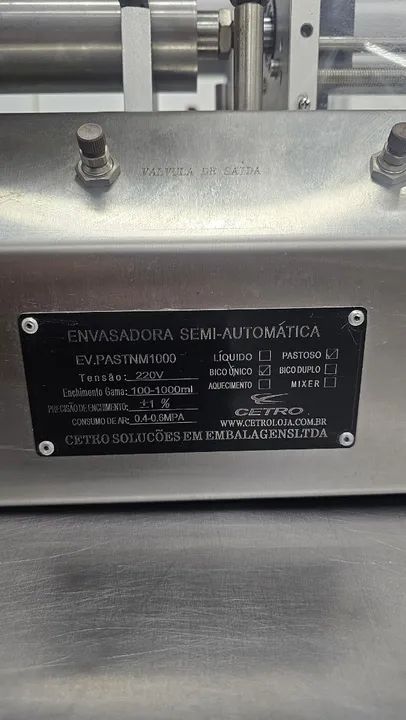 VALVULA DE SAÍDA
ENVASADORA SEMI-AUTOMÁTICA
EV.PASTNM1000 LÍQUIDO ☐ PASTOSO ☑
Tensão: 220V BICO ÚNICO ☑ BICO DUPLO ☐
Enchimento Gama: 100-1000ml AQUECIMENTO ☐ MIXER ☐
PRECISÃO DE ENCHIMENTO: ±1 % CETRO
CONSUMO DE AR: 0.4-0.6MPA WWW.CETROLOJA.COM.BR
CETRO SOLUCÕES EM EMBALAGENSLTDA